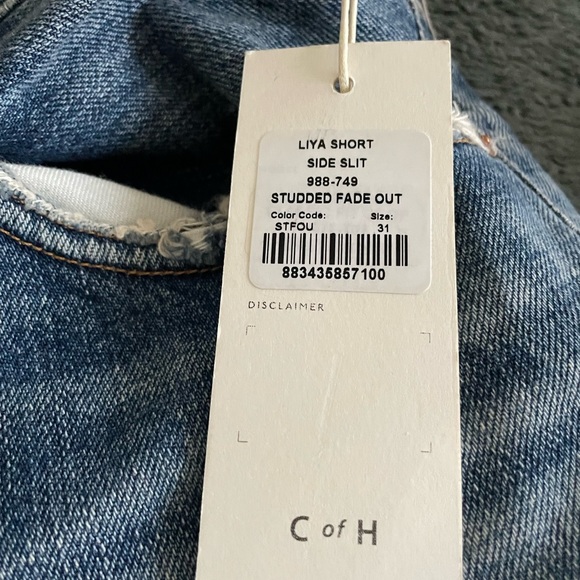 LIYA SHORT
SIDE SLIT
988-749
STUDDED FADE OUT
Color Code: Size:
STFOU 31
883435857100
DISCLAIMER
C of H